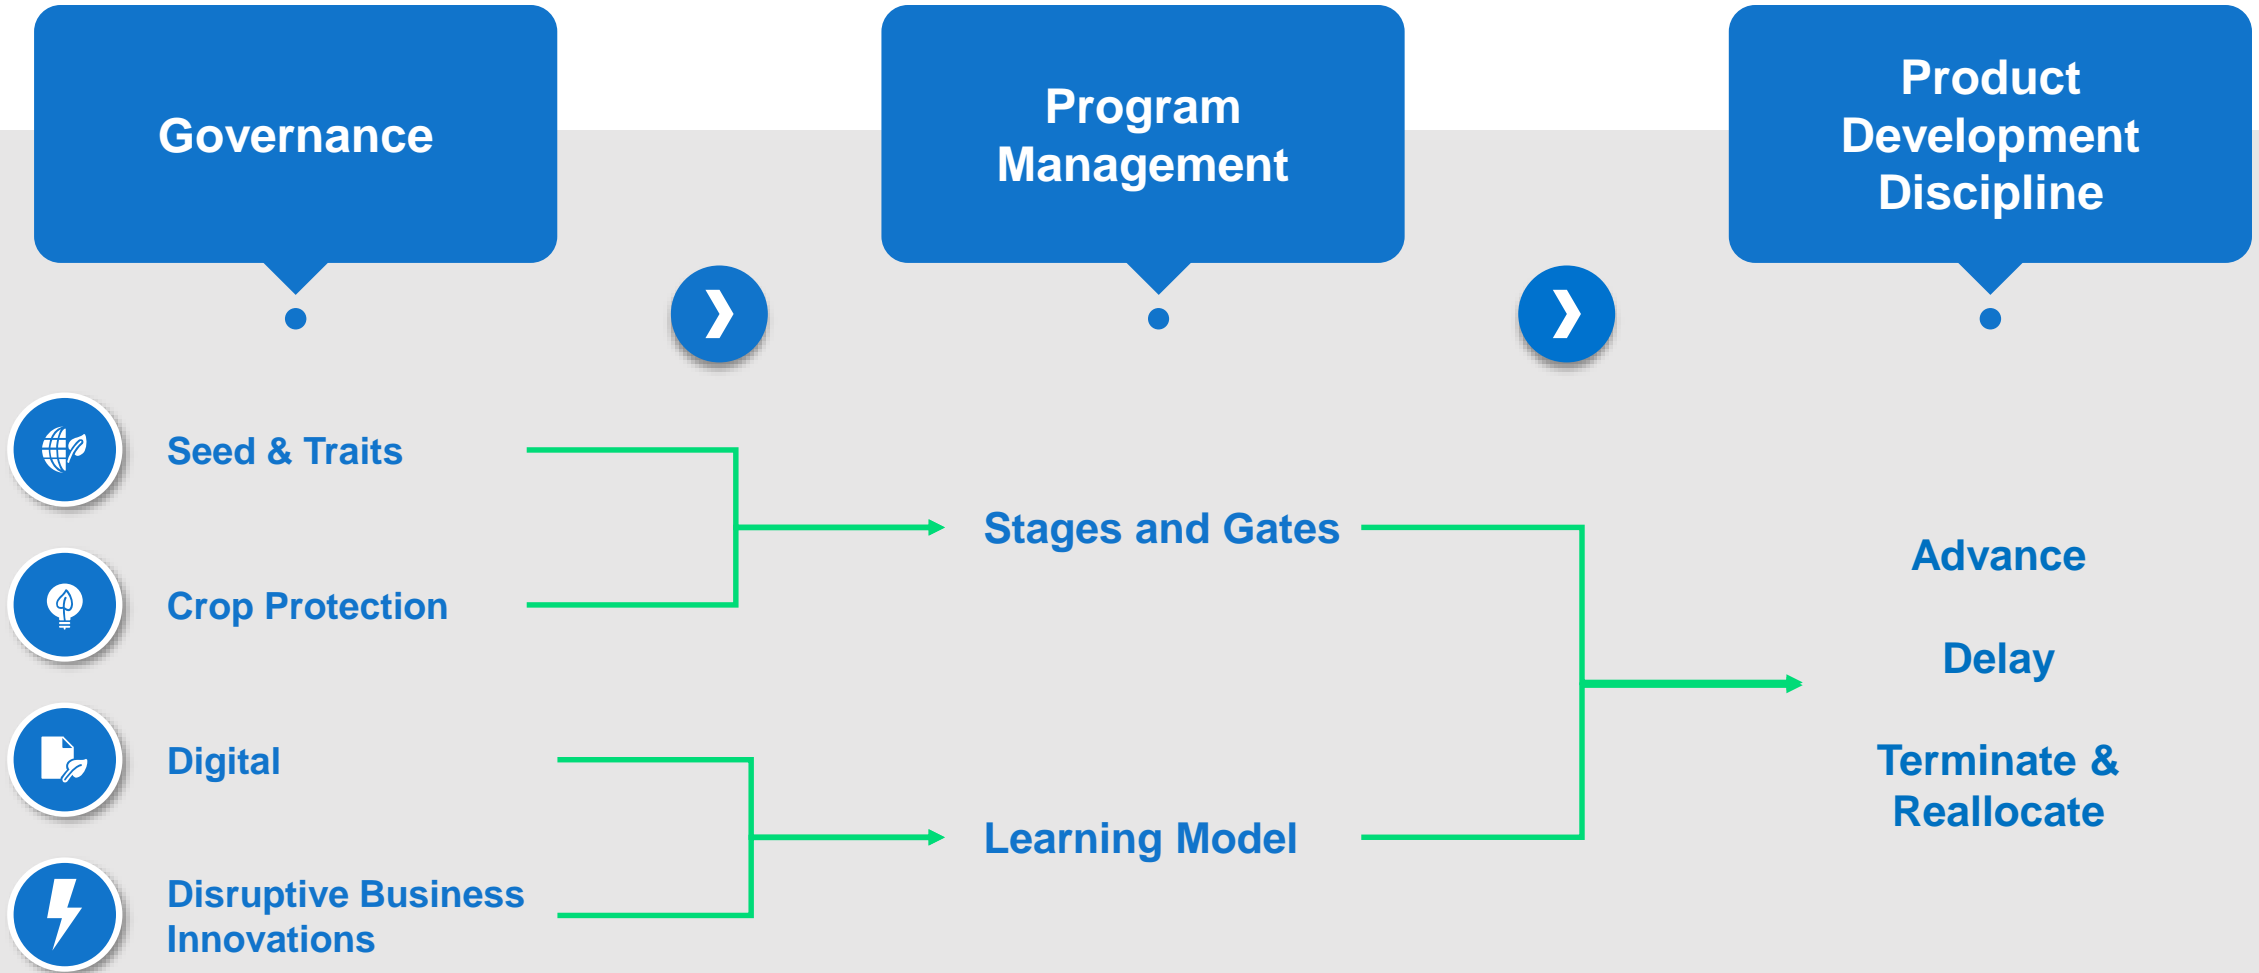 Governance
Program
Management
Product
Development
Discipline
Seed & Traits
Crop Protection
Digital
Disruptive Business
Innovations
Stages and Gates
Learning Model
Advance
Delay
Terminate &
Reallocate